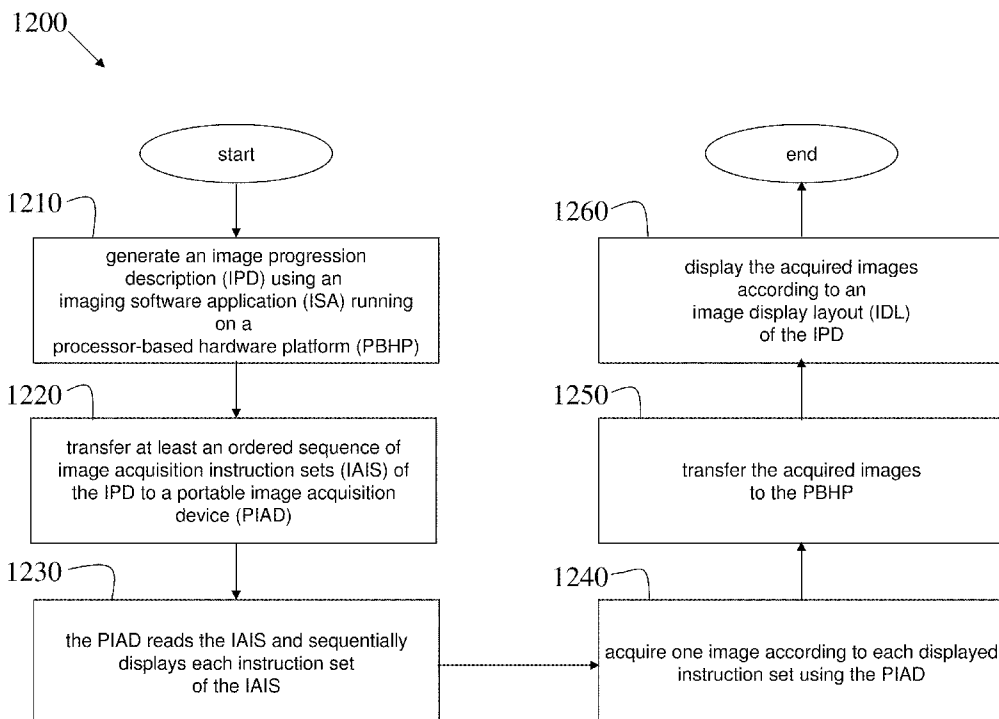 1200
start
1210
generate an image progression
description (IPD) using an
imaging software application (ISA) running
on a
processor-based hardware platform (PBHP)
1220
transfer at least an ordered sequence of
image acquisition instruction sets (IAIS) of
the IPD to a portable image acquisition
device (PIAD)
1230
the PIAD reads the IAIS and sequentially
displays each instruction set
of the IAIS
1240
acquire one image according to each displayed
instruction set using the PIAD
1250
transfer the acquired images
to the PBHP
1260
display the acquired images
according to an
image display layout (IDL)
of the IPD
end